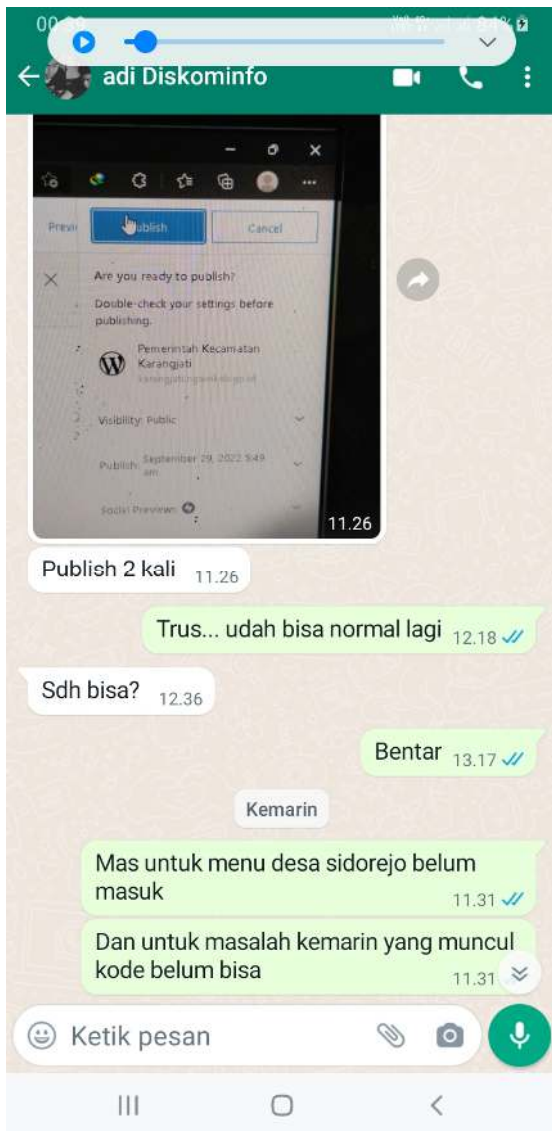 adi Diskominfo
Publish
Cancel
Are you ready to publish?
Double-check your settings before
publishing.
Pemerintah Kecamatan
Karangjati
Visibility: Public
Publish: September 29, 2022 5:49
am
Social Previews
11.26
Publish 2 kali 11.26
Trus... udah bisa normal lagi 12.18
Sdh bisa? 12.36
Bentar 13.17
Kemarin
Mas untuk menu desa sidorejo belum
masuk 11.31
Dan untuk masalah kemarin yang muncul
kode belum bisa 11.31
Ketik pesan